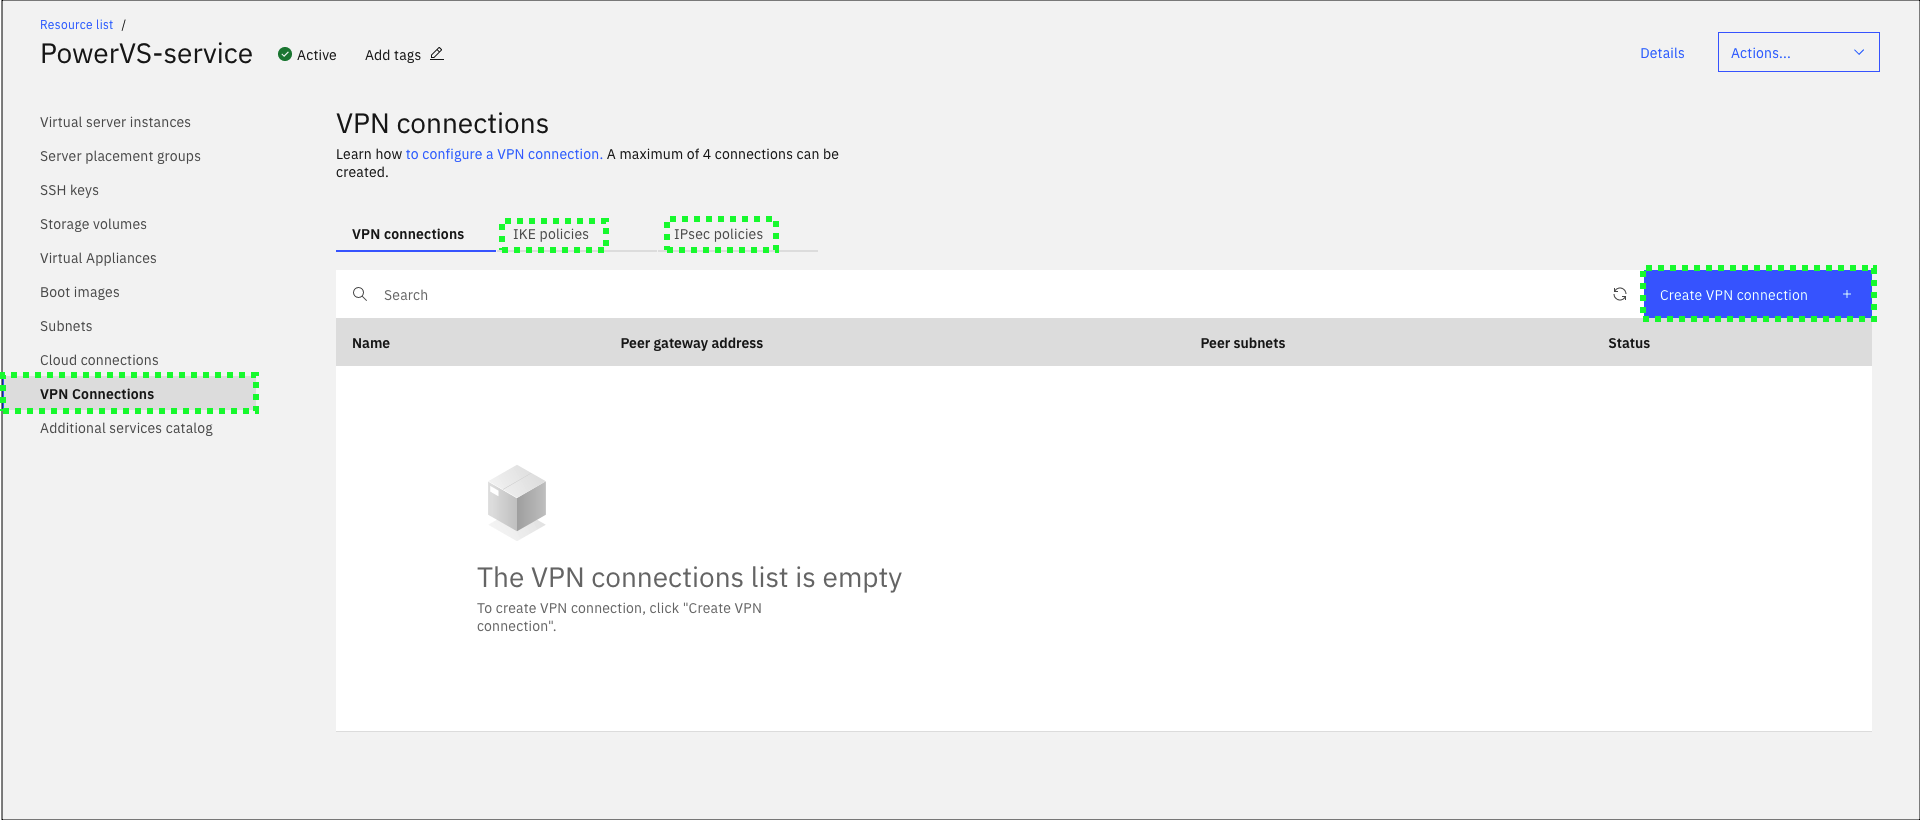 Resource list /
PowerVS-service
Active
Add tags
Details
Actions...
Virtual server instances
Server placement groups
SSH keys
Storage volumes
Virtual Appliances
Boot images
Subnets
Cloud connections
VPN Connections
Additional services catalog
VPN connections
Learn how to configure a VPN connection. A maximum of 4 connections can be
created.
VPN connections
IKE policies
IPsec policies
Search
Create VPN connection +
Name
Peer gateway address
Peer subnets
Status
The VPN connections list is empty
To create VPN connection, click "Create VPN
connection".